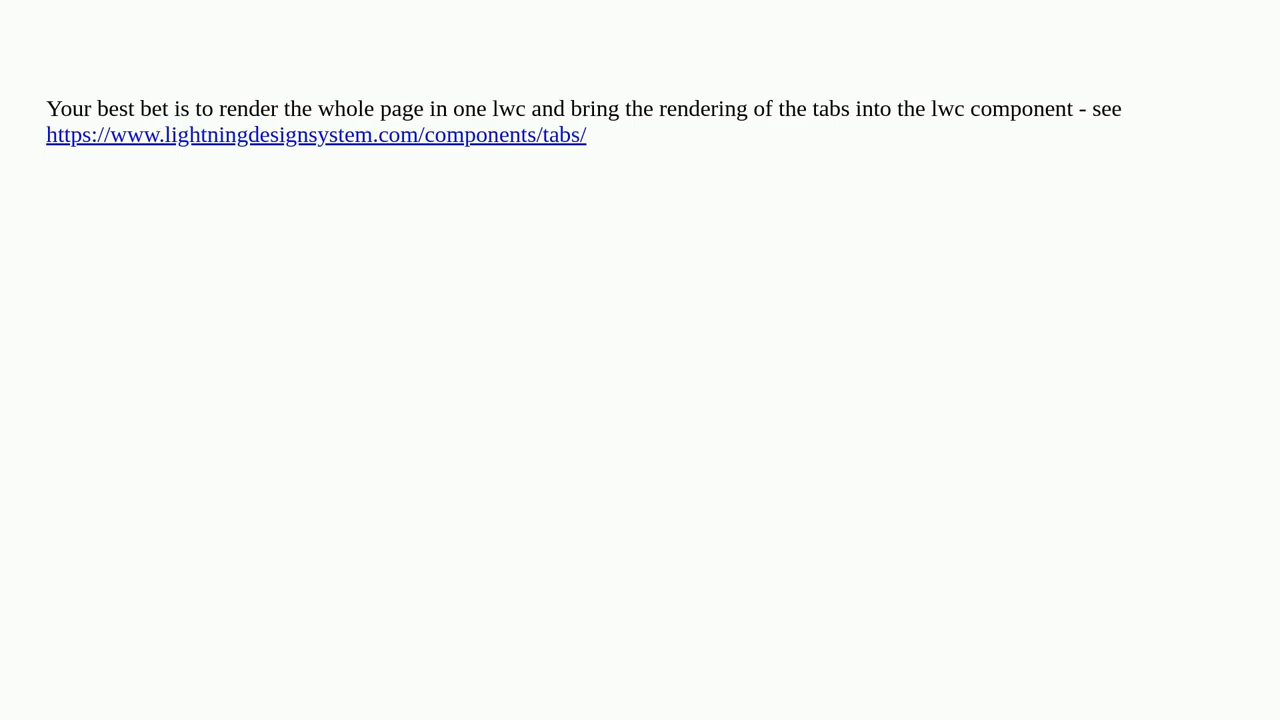 Your best bet is to render the whole page in one lwc and bring the rendering of the tabs into the lwc component - see
https://www.lightningdesignsystem.com/components/tabs/